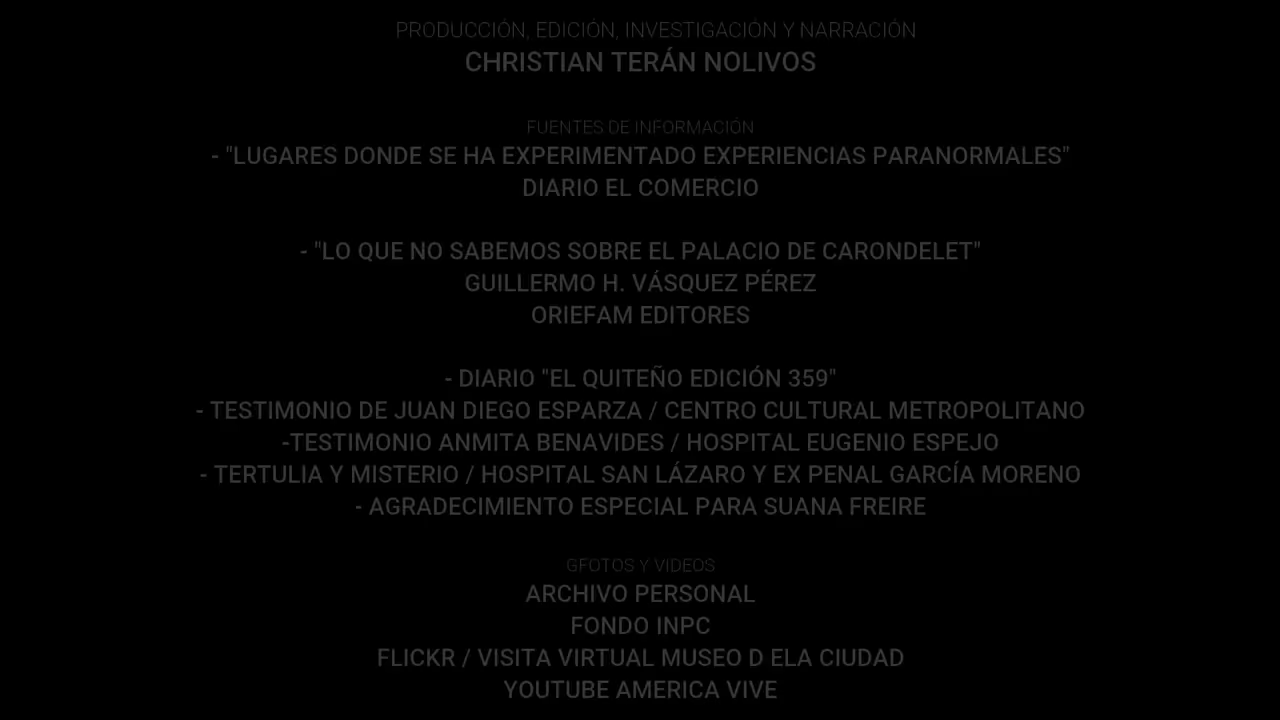 PRODUCCIÓN, EDICIÓN, INVESTIGACIÓN Y NARRACIÓN
CHRISTIAN TERÁN NOLIVOS
FUENTES DE INFORMACIÓN
- "LUGARES DONDE SE HA EXPERIMENTADO EXPERIENCIAS PARANORMALES"
DIARIO EL COMERCIO
- "LO QUE NO SABEMOS SOBRE EL PALACIO DE CARONDELET"
GUILLERMO H. VÁSQUEZ PÉREZ
ORIEFAM EDITORES
- DIARIO "EL QUITEÑO EDICIÓN 359"
- TESTIMONIO DE JUAN DIEGO ESPARZA / CENTRO CULTURAL METROPOLITANO
-TESTIMONIO ANMITA BENAVIDES / HOSPITAL EUGENIO ESPEJO
- TERTULIA Y MISTERIO / HOSPITAL SAN LÁZARO Y EX PENAL GARCÍA MORENO
- AGRADECIMIENTO ESPECIAL PARA SUANA FREIRE
GFOTOS Y VIDEOS
ARCHIVO PERSONAL
FONDO INPC
FLICKR / VISITA VIRTUAL MUSEO D ELA CIUDAD
YOUTUBE AMERICA VIVE